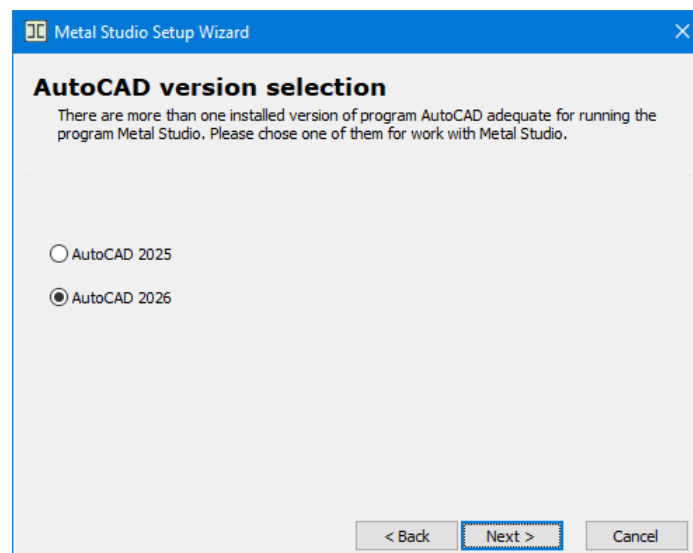 Metal Studio Setup Wizard
AutoCAD version selection
There are more than one installed version of program AutoCAD adequate for running the
program Metal Studio. Please chose one of them for work with Metal Studio.
AutoCAD 2025
AutoCAD 2026
< Back Next > Cancel